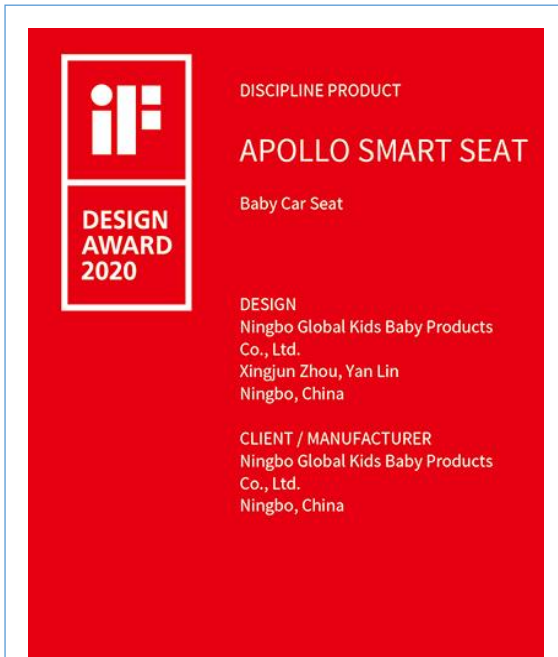 iF
DESIGN
AWARD
2020
DISCIPLINE PRODUCT
APOLLO SMART SEAT
Baby Car Seat
DESIGN
Ningbo Global Kids Baby Products
Co., Ltd.
Xingjun Zhou, Yan Lin
Ningbo, China
CLIENT / MANUFACTURER
Ningbo Global Kids Baby Products
Co., Ltd.
Ningbo, China